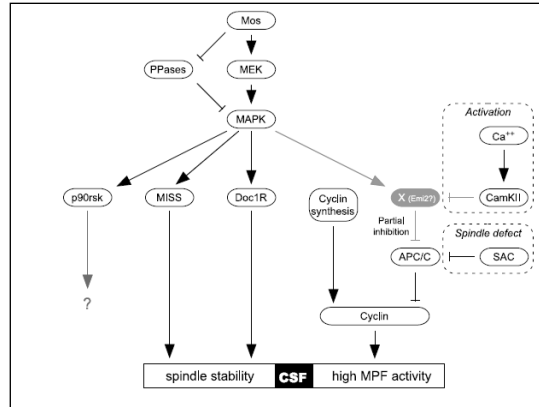 Mos
PPases
MEK
MAPK
Activation
Ca++
p90rsk
MISS
Doc1R
Cyclin
synthesis
X (Emi2?)
CamKII
Partial
inhibition
Spindle defect
APC/C
SAC
?
Cyclin
spindle stability CSF high MPF activity